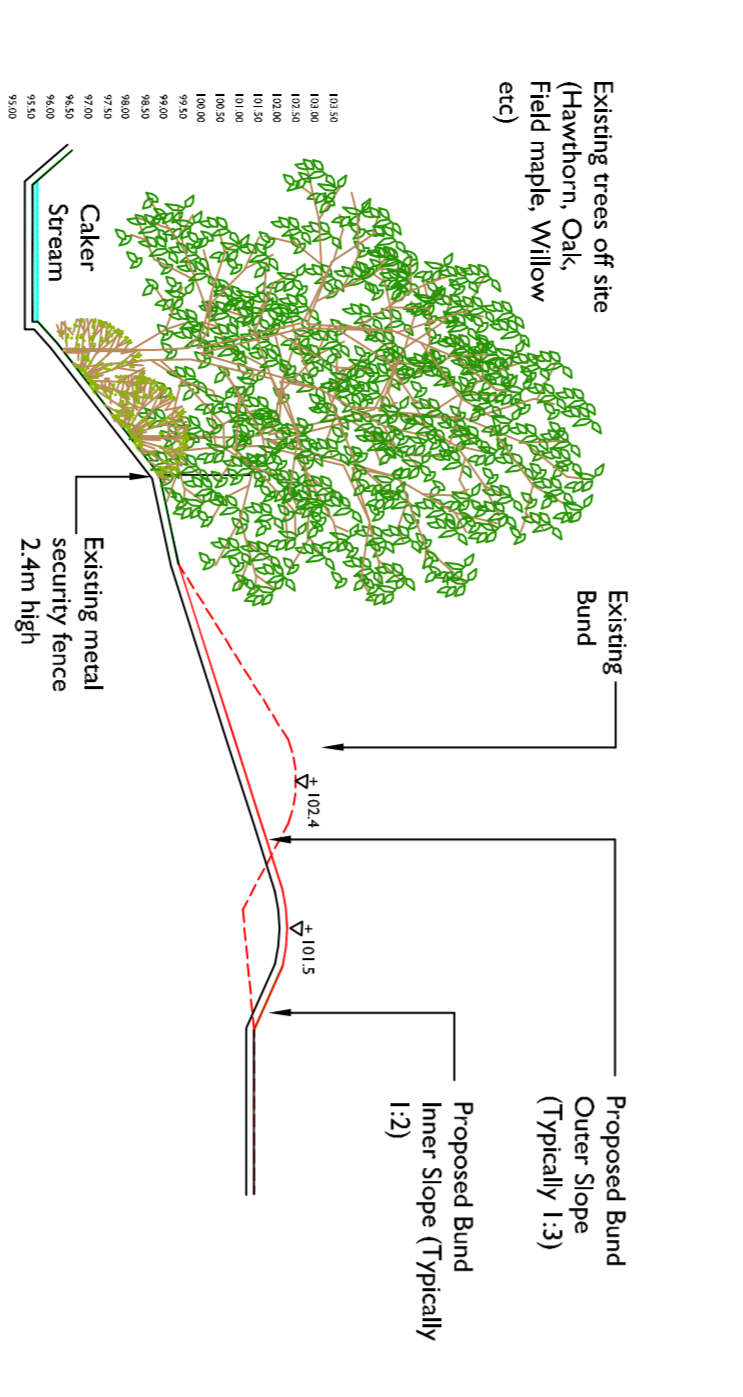 Existing trees off site
(Hawthorn, Oak,
Field maple, Willow
etc)
Existing
Bund
Proposed Bund
Outer Slope
(Typically 1:3)
Proposed Bund
Inner Slope (Typically
1:2)
103.50
103.00
102.50
102.00
101.50
101.00
100.50
100.00
99.50
99.00
98.50
98.00
97.50
97.00
96.50
96.00
95.50
95.00
+ 102.4
+ 101.5
Caker
Stream
Existing metal
security fence
2.4m high